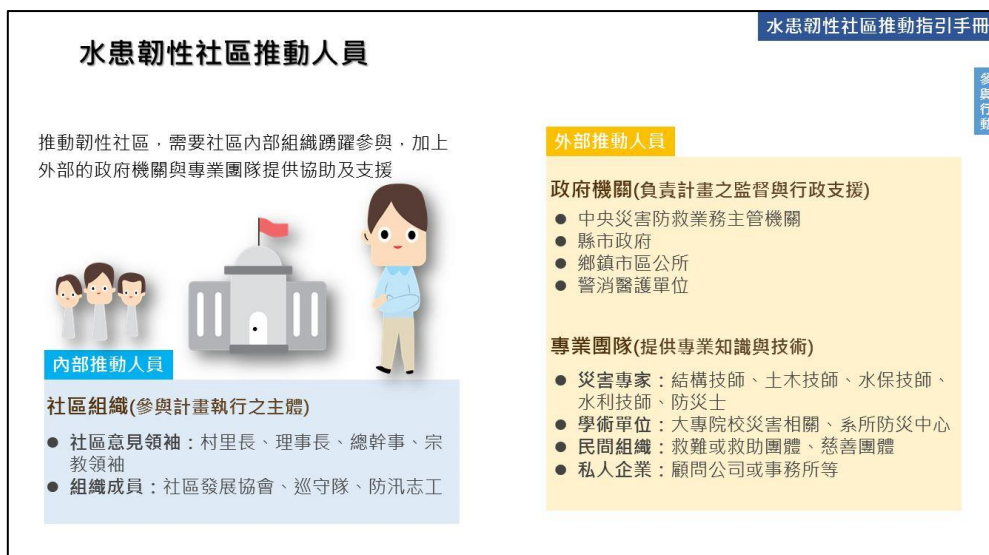 水患韌性社區推動指引手冊
水患韌性社區推動人員
參與行動
推動韌性社區，需要社區內部組織踴躍參與，加上
外部的政府機關與專業團隊提供協助及支援
內部推動人員
社區組織(參與計畫執行之主體)
● 社區意見領袖：村里長、理事長、總幹事、宗
教領袖
● 組織成員：社區發展協會、巡守隊、防汛志工
外部推動人員
政府機關(負責計畫之監督與行政支援)
● 中央災害防救業務主管機關
● 縣市政府
● 鄉鎮市區公所
● 警消醫護單位
專業團隊(提供專業知識與技術)
● 災害專家：結構技師、土木技師、水保技師、
水利技師、防災士
● 學術單位：大專院校災害相關、系所防災中心
● 民間組織：救難或救助團體、慈善團體
● 私人企業：顧問公司或事務所等